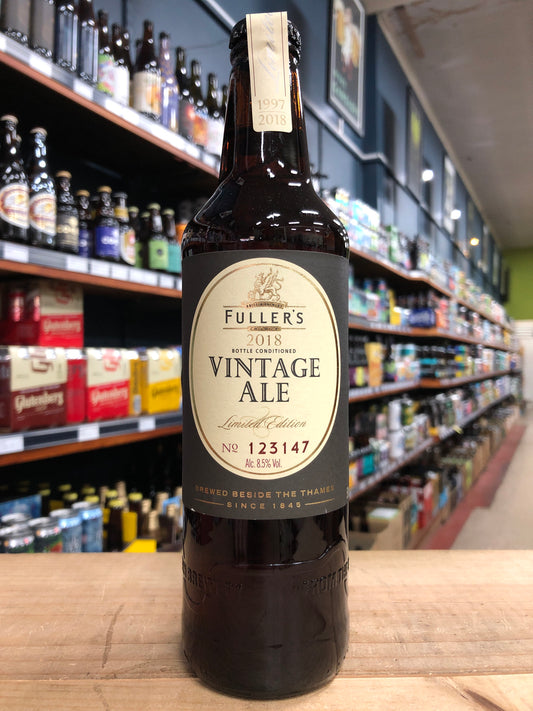 1997
2018
FULLER'S
2018
BOTTLE CONDITIONED
VINTAGE
ALE
Limited Edition
No 123147
Alc. 8.5% Vol.
BREWED BESIDE THE THAMES
SINCE 1845
Glutenberg
Glutenberg
Glutenberg